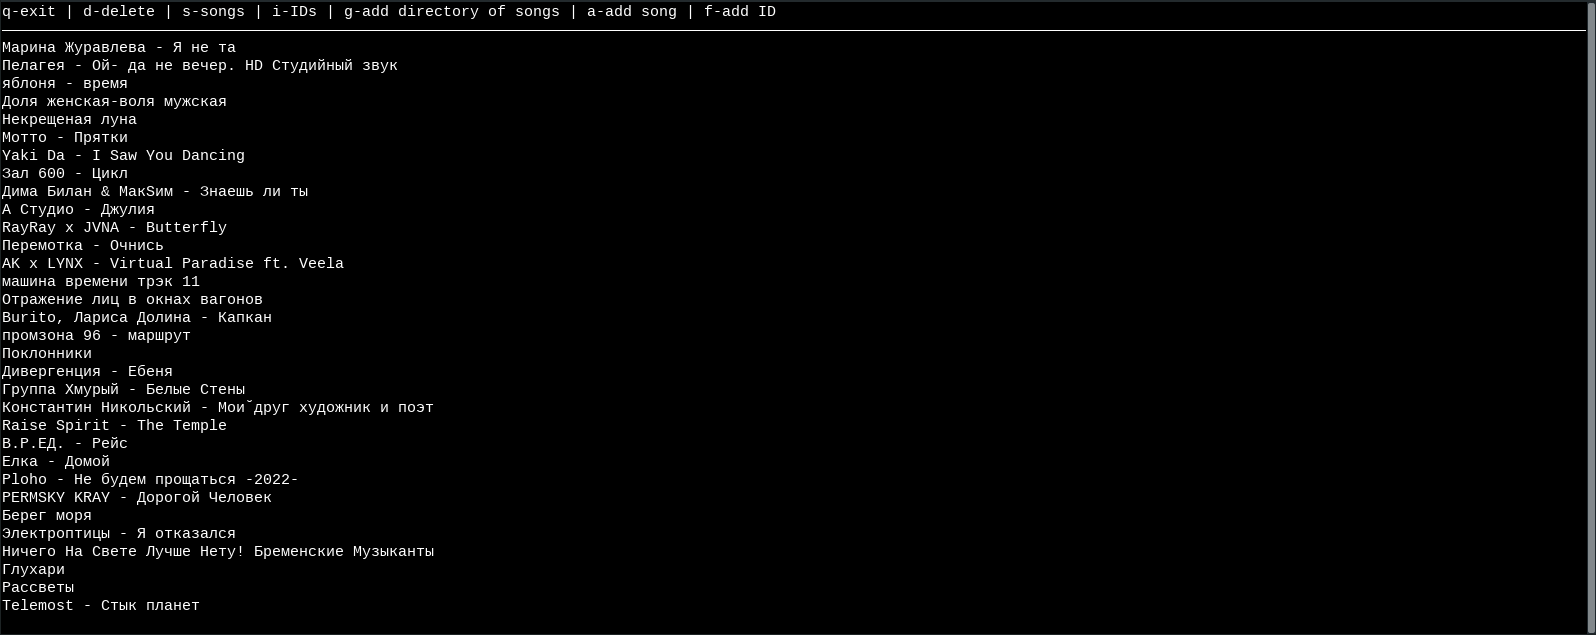 q-exit | d-delete | s-songs | i-IDs | g-add directory of songs | a-add song | f-add ID
Марина Журавлева - Я не та
Пелагея - Ой- да не вечер. HD Студийный звук
яблоня - время
Доля женская-воля мужская
Некрещеная луна
Мотто - Прятки
Yaki Da - I Saw You Dancing
Зал 600 - Цикл
Дима Билан & МакSим - Знаешь ли ты
А Студио - Джулия
RayRay x JVNA - Butterfly
Перемотка - Очнись
AK x LYNX - Virtual Paradise ft. Veela
машина времени трэк 11
Отражение лиц в окнах вагонов
Burito, Лариса Долина - Капкан
промзона 96 - маршрут
Поклонники
Дивергенция - Ебеня
Группа Хмурый - Белые Стены
Константин Никольский - Мои˘друг художник и поэт
Raise Spirit - The Temple
В.Р.ЕД. - Рейс
Елка - Домой
Ploho - Не будем прощаться -2022-
PERMSKY KRAY - Дорогой Человек
Берег моря
Электроптицы - Я отказался
Ничего На Свете Лучше Нету! Бременские Музыканты
Глухари
Рассветы
Telemost - Стык планет